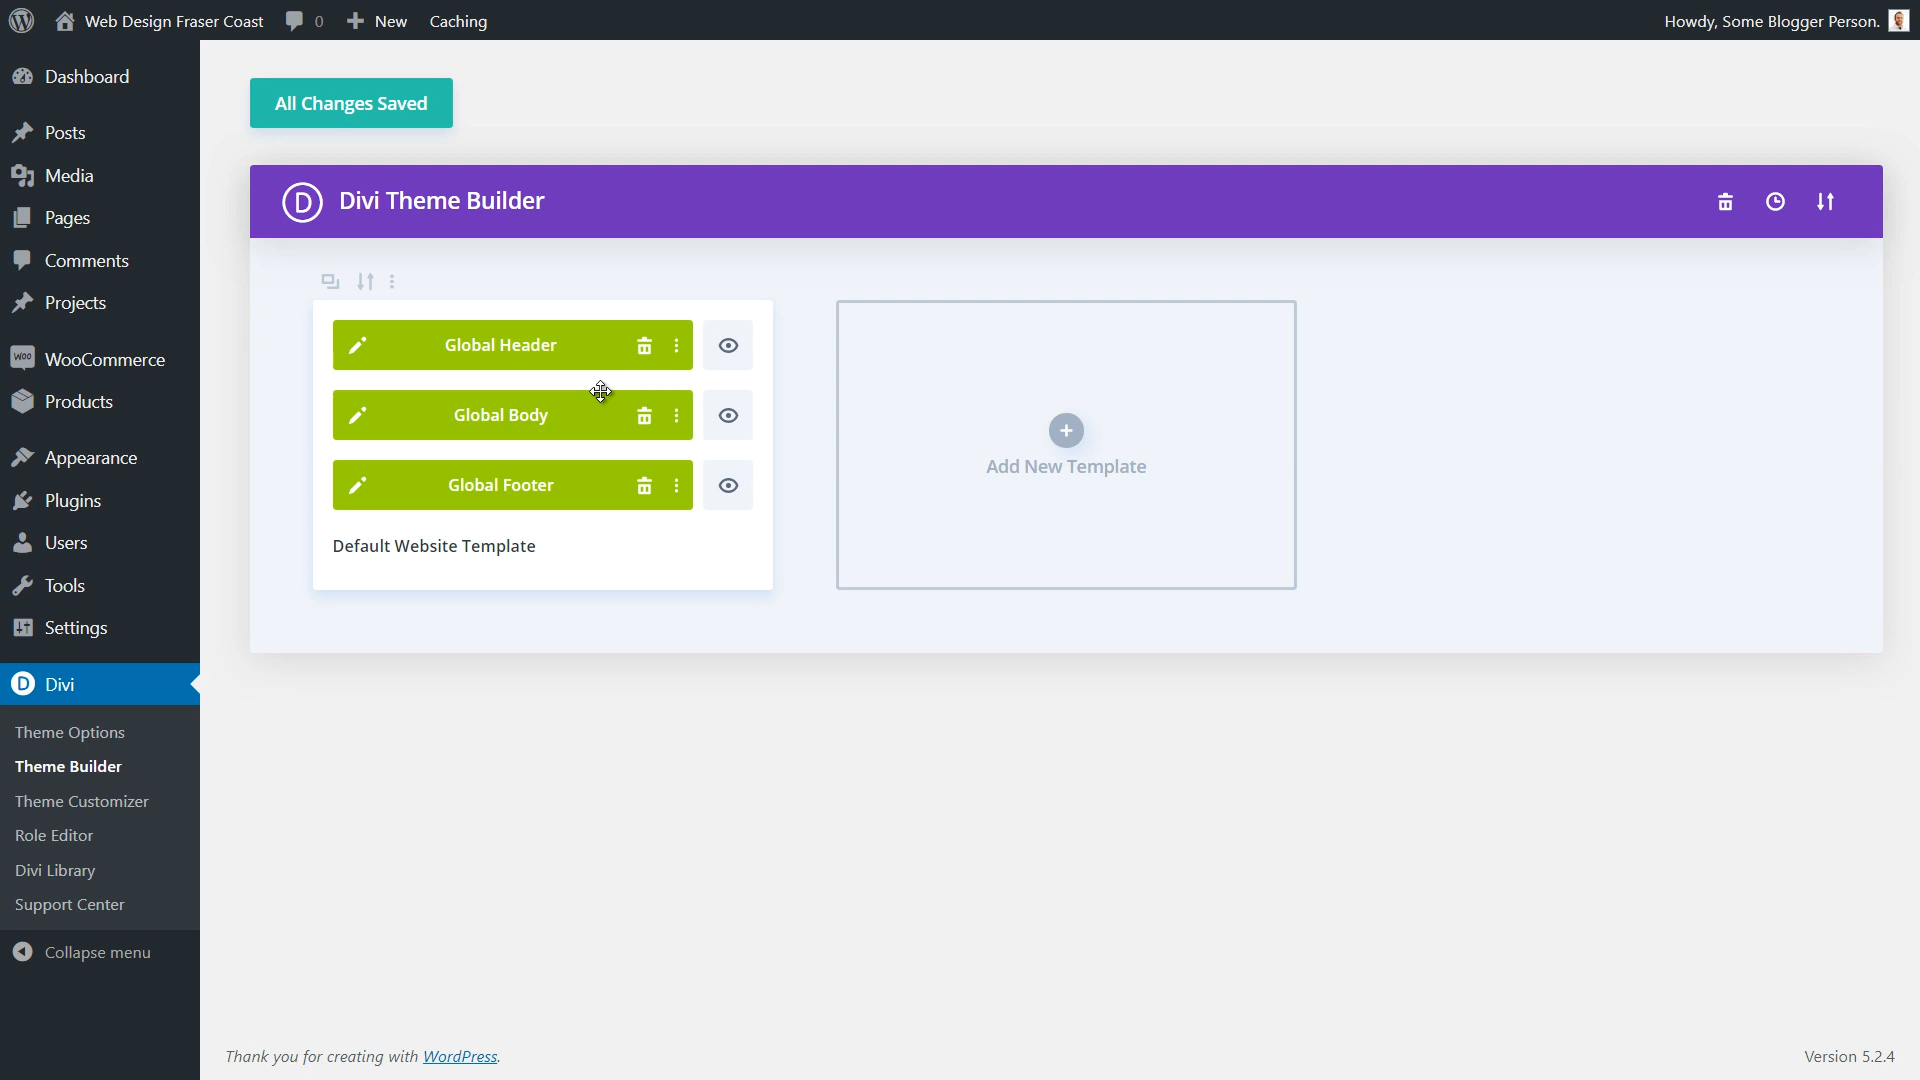 Web Design Fraser Coast 0 New Caching Howdy, Some Blogger Person.
Dashboard
Posts
Media
Pages
Comments
Projects
WOO WooCommerce
Products
Appearance
Plugins
Users
Tools
Settings
D Divi
Theme Options
Theme Builder
Theme Customizer
Role Editor
Divi Library
Support Center
Collapse menu
All Changes Saved
D Divi Theme Builder
Global Header
Global Body
Global Footer
Default Website Template
Add New Template
Thank you for creating with WordPress.
Version 5.2.4